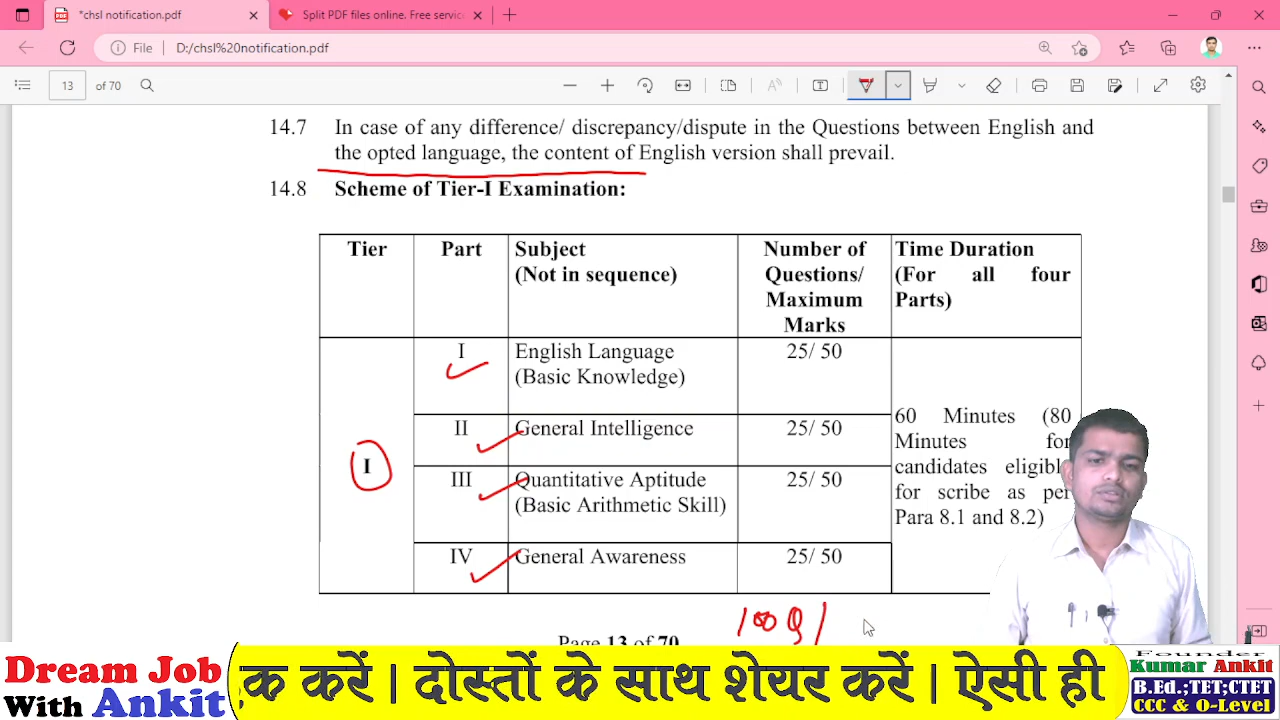 *chsl notification.pdf
Split PDF files online. Free service
File D:/chsl%20notification.pdf
13 of 70
14.7 In case of any difference/ discrepancy/dispute in the Questions between English and
the opted language, the content of English version shall prevail.
14.8 Scheme of Tier-I Examination:
Tier Part Subject (Not in sequence) Number of Questions/ Maximum Marks Time Duration (For all four Parts)
I
I English Language (Basic Knowledge) 25/ 50
II General Intelligence 25/ 50
III Quantitative Aptitude (Basic Arithmetic Skill) 25/ 50
IV General Awareness 25/ 50
60 Minutes (80
Minutes for
candidates eligible
for scribe as per
Para 8.1 and 8.2)
100 Q /
Page 13 of 70
Dream Job
With Ankit
क करें । दोस्तों के साथ शेयर करें । ऐसी ही
Founder
Kumar Ankit
B.Ed.;TET;CTET
CCC & O-Level